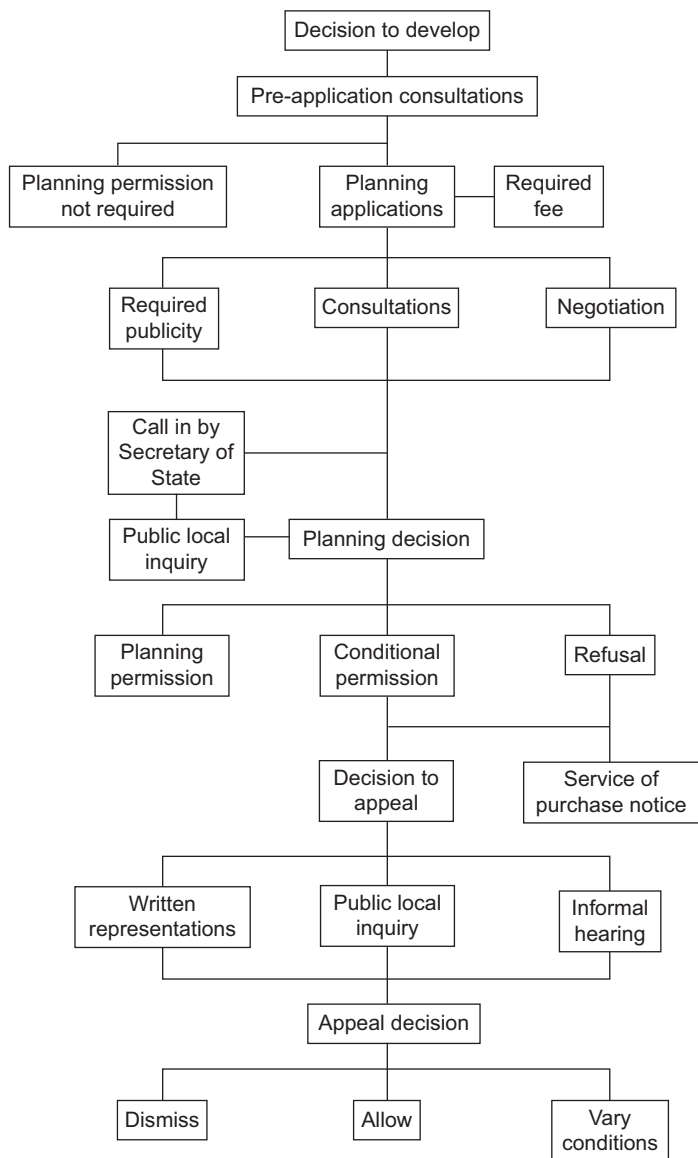 Decision to develop
Pre-application consultations
Planning permission
not required
Planning
applications
Required
fee
Required
publicity
Consultations
Negotiation
Call in by
Secretary of
State
Public local
inquiry
Planning decision
Planning
permission
Conditional
permission
Refusal
Decision to
appeal
Service of
purchase notice
Written
representations
Public local
inquiry
Informal
hearing
Appeal decision
Dismiss
Allow
Vary
conditions